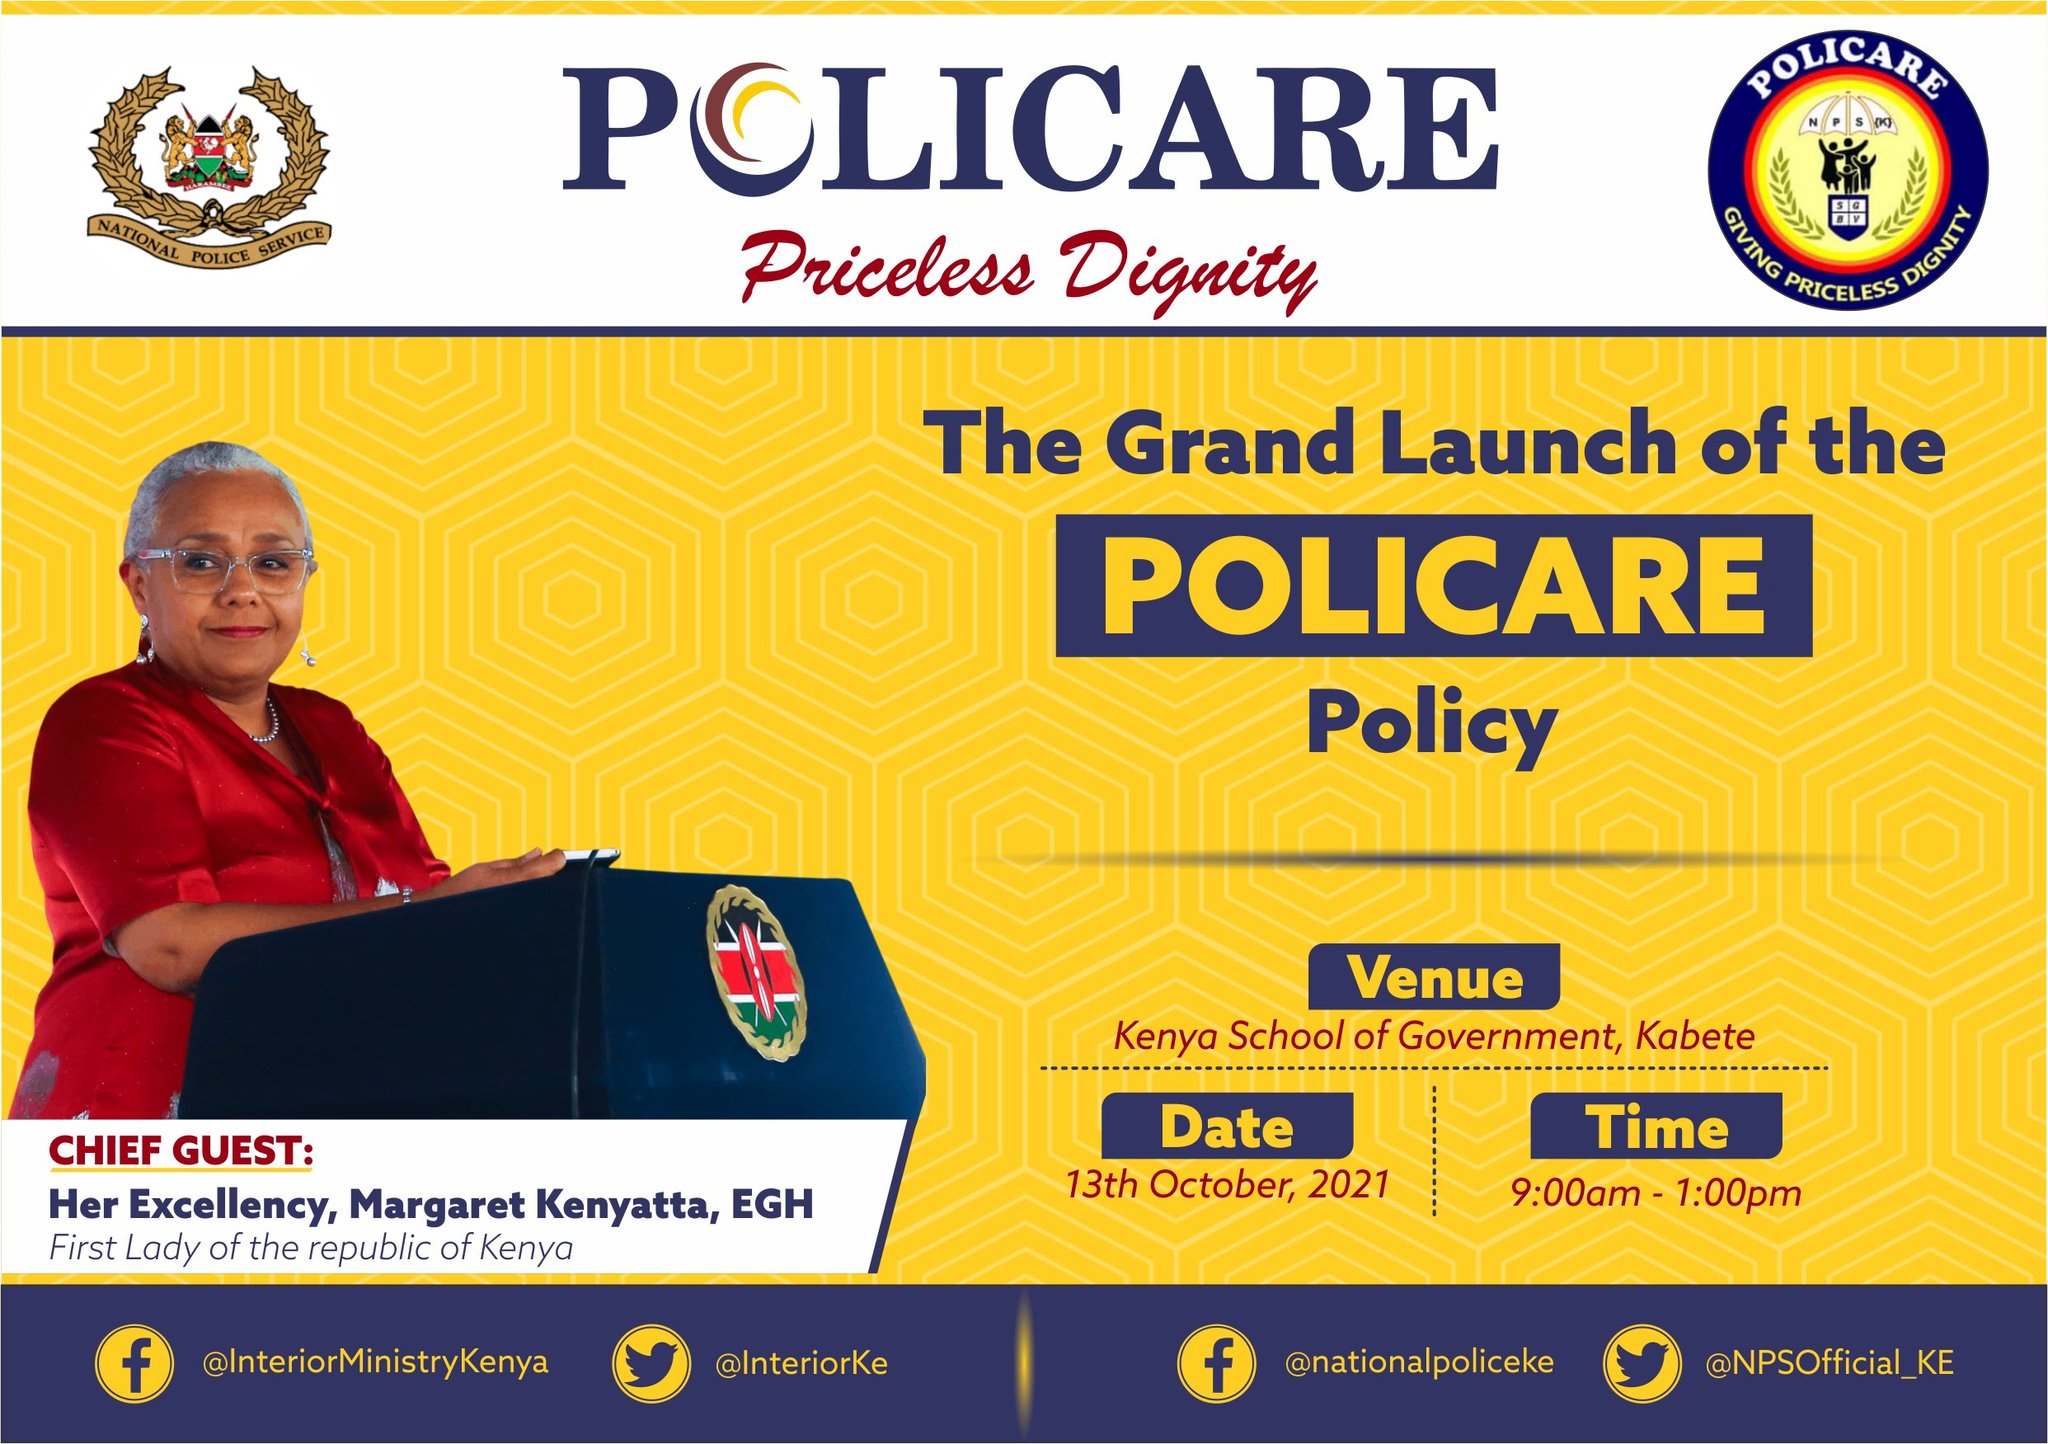 NATIONAL POLICE SERVICE
HARAMBEE
POLICARE
Priceless Dignity
POLICARE
N P S {K}
S G
B V
GIVING PRICELESS DIGNITY
The Grand Launch of the
POLICARE
Policy
Venue
Kenya School of Government, Kabete
Date
13th October, 2021
Time
9:00am - 1:00pm
CHIEF GUEST:
Her Excellency, Margaret Kenyatta, EGH
First Lady of the republic of Kenya
@InteriorMinistryKenya
@InteriorKe
@nationalpoliceke
@NPSOfficial_KE